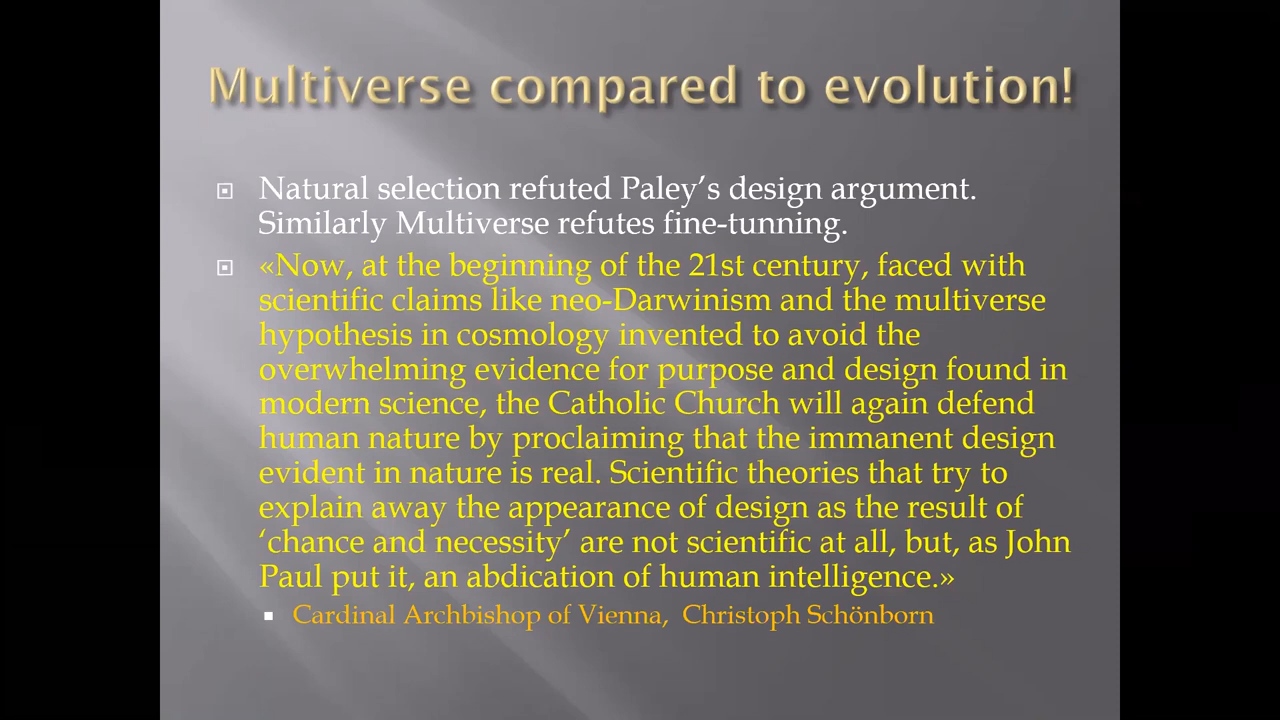 Multiverse compared to evolution!
Natural selection refuted Paley’s design argument.
Similarly Multiverse refutes fine-tunning.
«Now, at the beginning of the 21st century, faced with
scientific claims like neo-Darwinism and the multiverse
hypothesis in cosmology invented to avoid the
overwhelming evidence for purpose and design found in
modern science, the Catholic Church will again defend
human nature by proclaiming that the immanent design
evident in nature is real. Scientific theories that try to
explain away the appearance of design as the result of
‘chance and necessity’ are not scientific at all, but, as John
Paul put it, an abdication of human intelligence.»
Cardinal Archbishop of Vienna, Christoph Schönborn